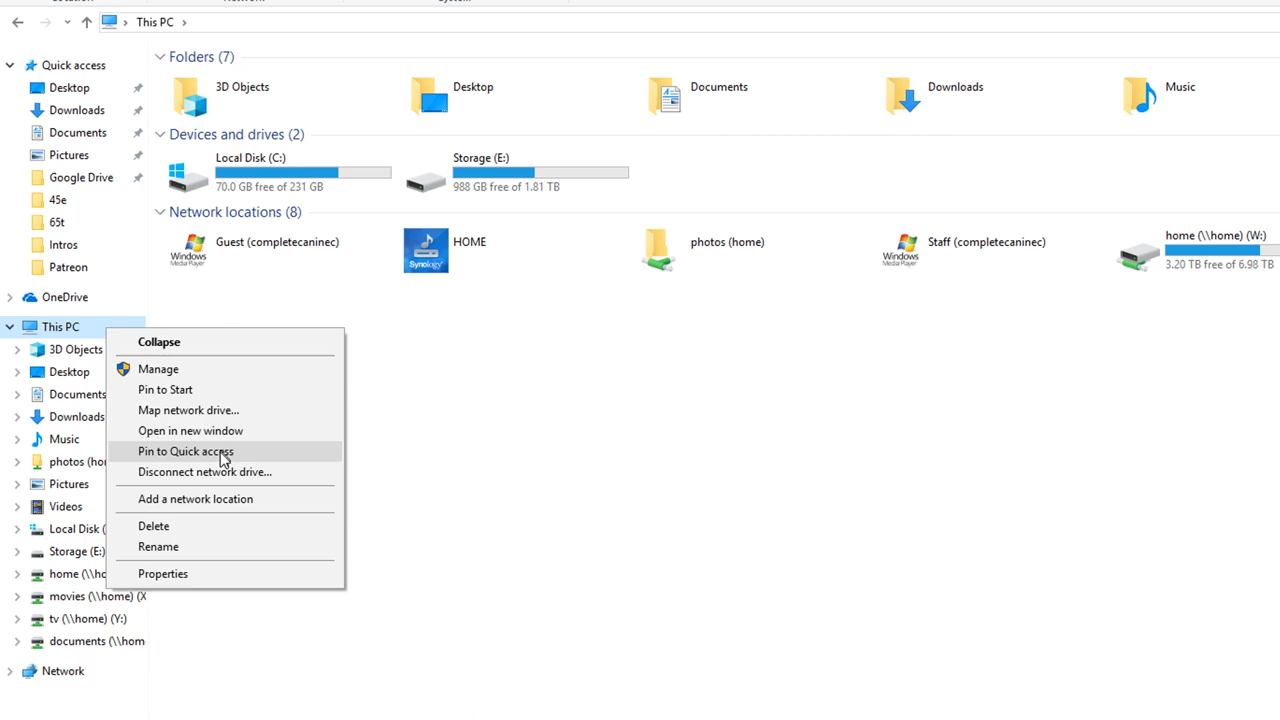 This PC
Quick access
Desktop
Downloads
Documents
Pictures
Google Drive
45e
65t
Intros
Patreon
OneDrive
This PC
3D Objects
Desktop
Documents
Downloads
Music
photos (hor
Pictures
Videos
Local Disk (
Storage (E:)
home (\\hc
movies (\\home) (X
tv (\\home) (Y:)
documents (\\hom
Network
Folders (7)
3D Objects
Desktop
Documents
Downloads
Music
Devices and drives (2)
Local Disk (C:)
70.0 GB free of 231 GB
Storage (E:)
988 GB free of 1.81 TB
Network locations (8)
Windows
Media Player
Guest (completecaninec)
Synology
HOME
photos (home)
Windows
Media Player
Staff (completecaninec)
home (\\home) (W:)
3.20 TB free of 6.98 TB
Collapse
Manage
Pin to Start
Map network drive...
Open in new window
Pin to Quick access
Disconnect network drive...
Add a network location
Delete
Rename
Properties